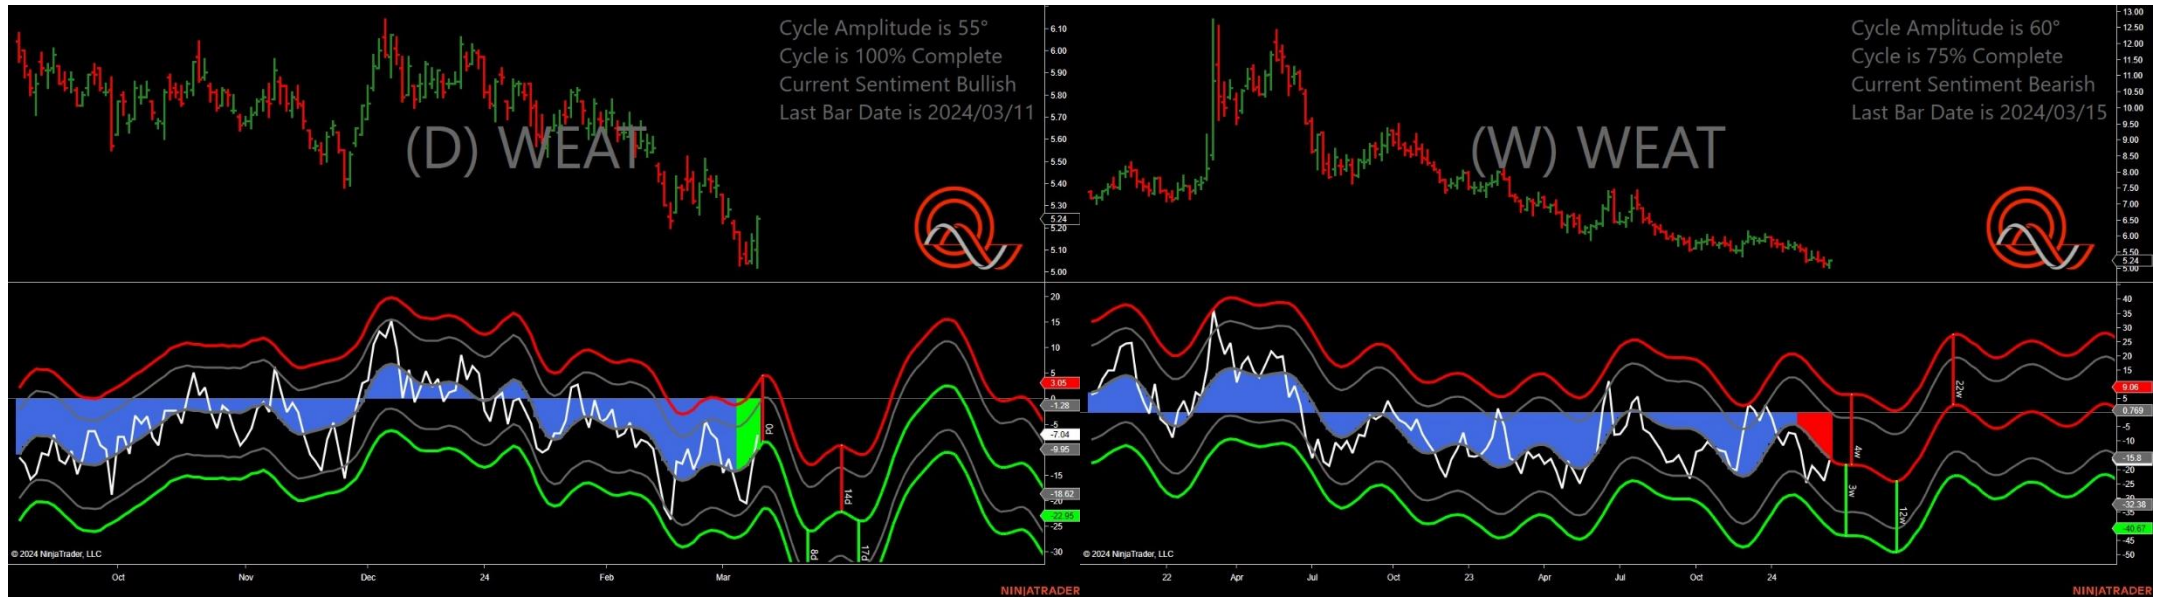 Cycle Amplitude is 55°
Cycle is 100% Complete
Current Sentiment Bullish
Last Bar Date is 2024/03/11
(D) WEAT
6.10
6.00
5.90
5.80
5.70
5.60
5.50
5.40
5.30
5.24
5.20
5.10
5.00
20
15
10
5
3.05
0
-1.28
-5
-7.04
-9.95
-15
-18.62
-20
-22.95
-25
-30
0d
14d
8d
17d
© 2024 NinjaTrader, LLC
Oct
Nov
Dec
24
Feb
Mar
NINJATRADER
Cycle Amplitude is 60°
Cycle is 75% Complete
Current Sentiment Bearish
Last Bar Date is 2024/03/15
(W) WEAT
13.00
12.50
12.00
11.50
11.00
10.50
10.00
9.50
9.00
8.50
8.00
7.50
7.00
6.50
6.00
5.50
5.24
5.00
40
35
30
25
20
15
9.06
5
0.769
-5
-10
-15.8
-20
-25
-32.38
-35
-40.67
-45
-50
22w
4w
3w
12w
© 2024 NinjaTrader, LLC
22
Apr
Jul
Oct
23
Apr
Jul
Oct
24
NINJATRADER